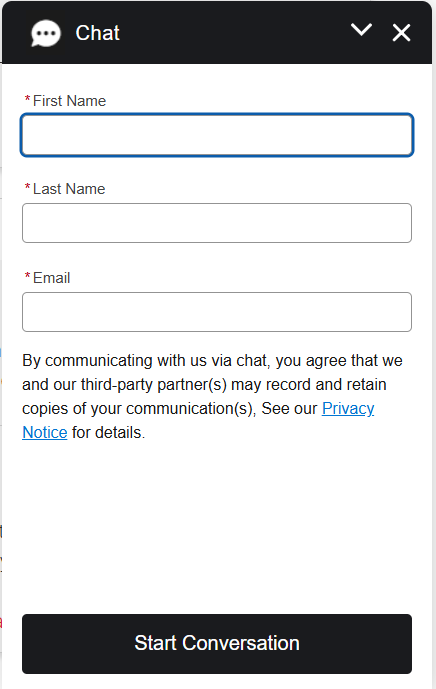 Chat
*First Name
*Last Name
*Email
By communicating with us via chat, you agree that we
and our third-party partner(s) may record and retain
copies of your communication(s), See our Privacy
Notice for details.
Start Conversation